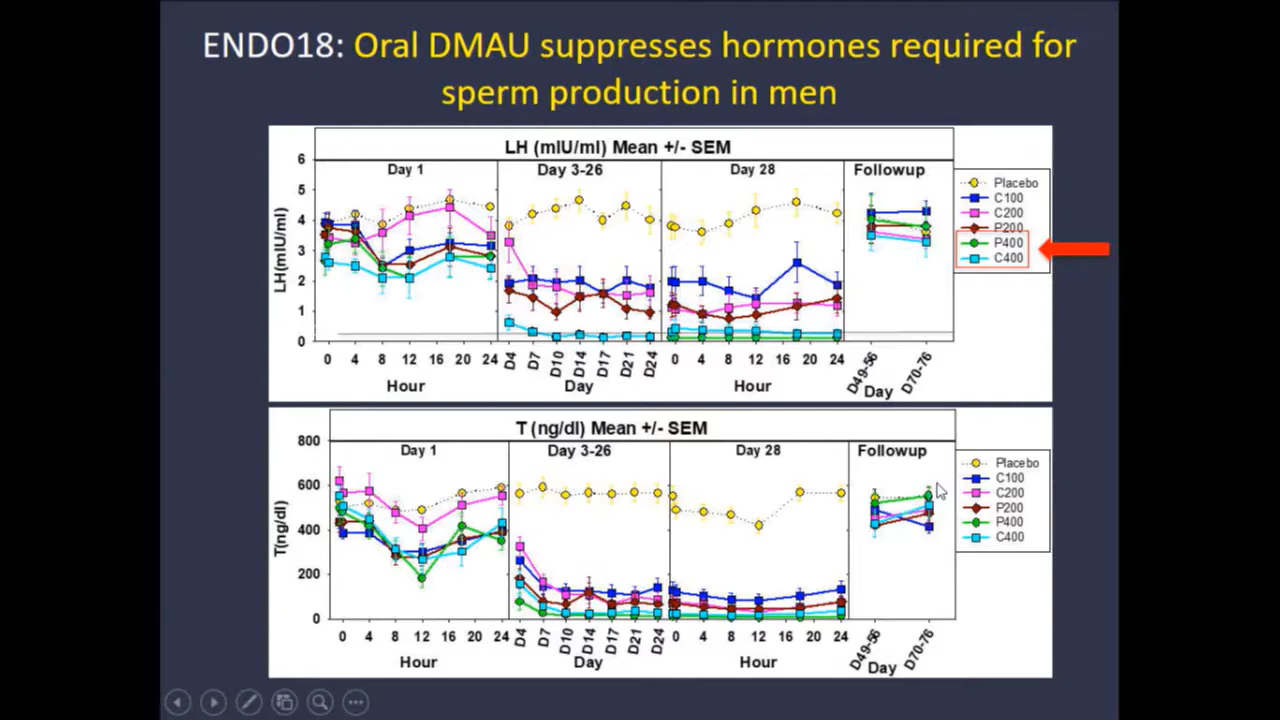 ENDO18: Oral DMAU suppresses hormones required for
sperm production in men
LH (mIU/ml) Mean +/- SEM
Day 1
Day 3-26
Day 28
Followup
LH(mIU/ml)
6
5
4
3
2
1
0
0 4 8 12 16 20 24
D4 D7 D10 D14 D17 D21 D24
0 4 8 12 16 20 24
D49-56 D70-76
Hour
Day
Hour
Day
Placebo
C100
C200
P200
P400
C400
T (ng/dl) Mean +/- SEM
Day 1
Day 3-26
Day 28
Followup
T(ng/dl)
800
600
400
200
0
0 4 8 12 16 20 24
D4 D7 D10 D14 D17 D21 D24
0 4 8 12 16 20 24
D49-56 D70-76
Hour
Day
Hour
Day
Placebo
C100
C200
P200
P400
C400